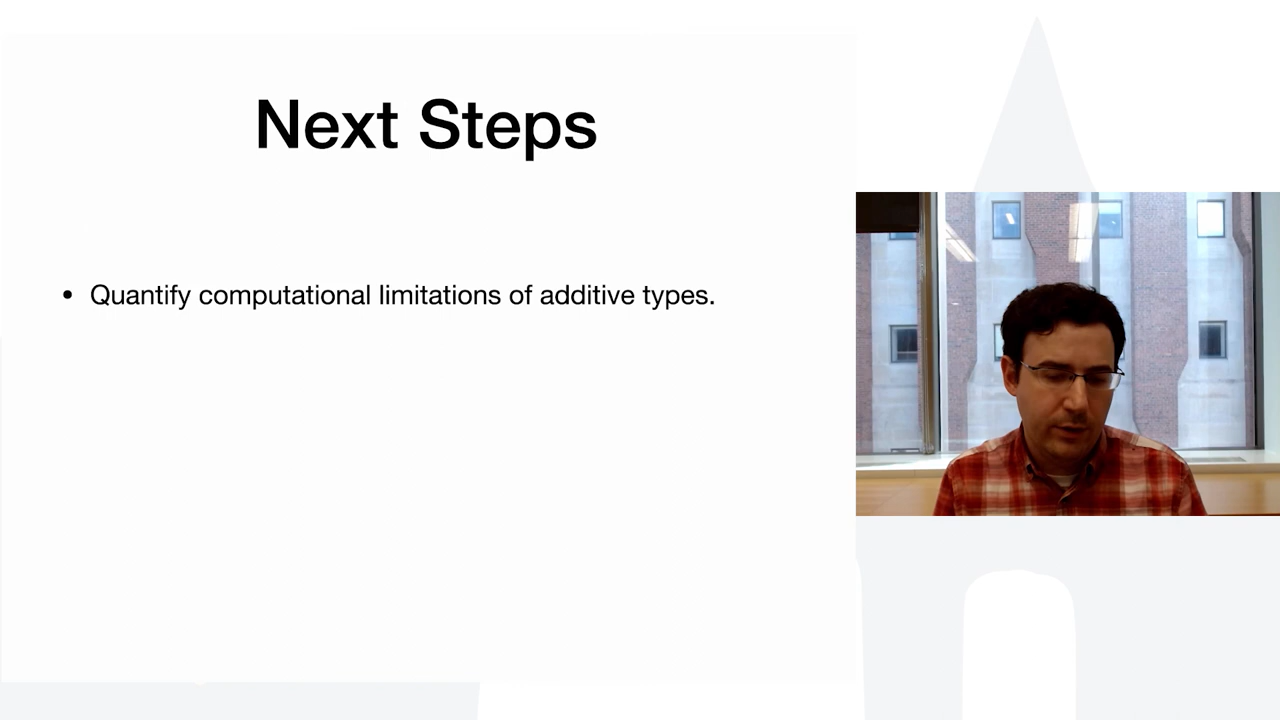 Next Steps
• Quantify computational limitations of additive types.